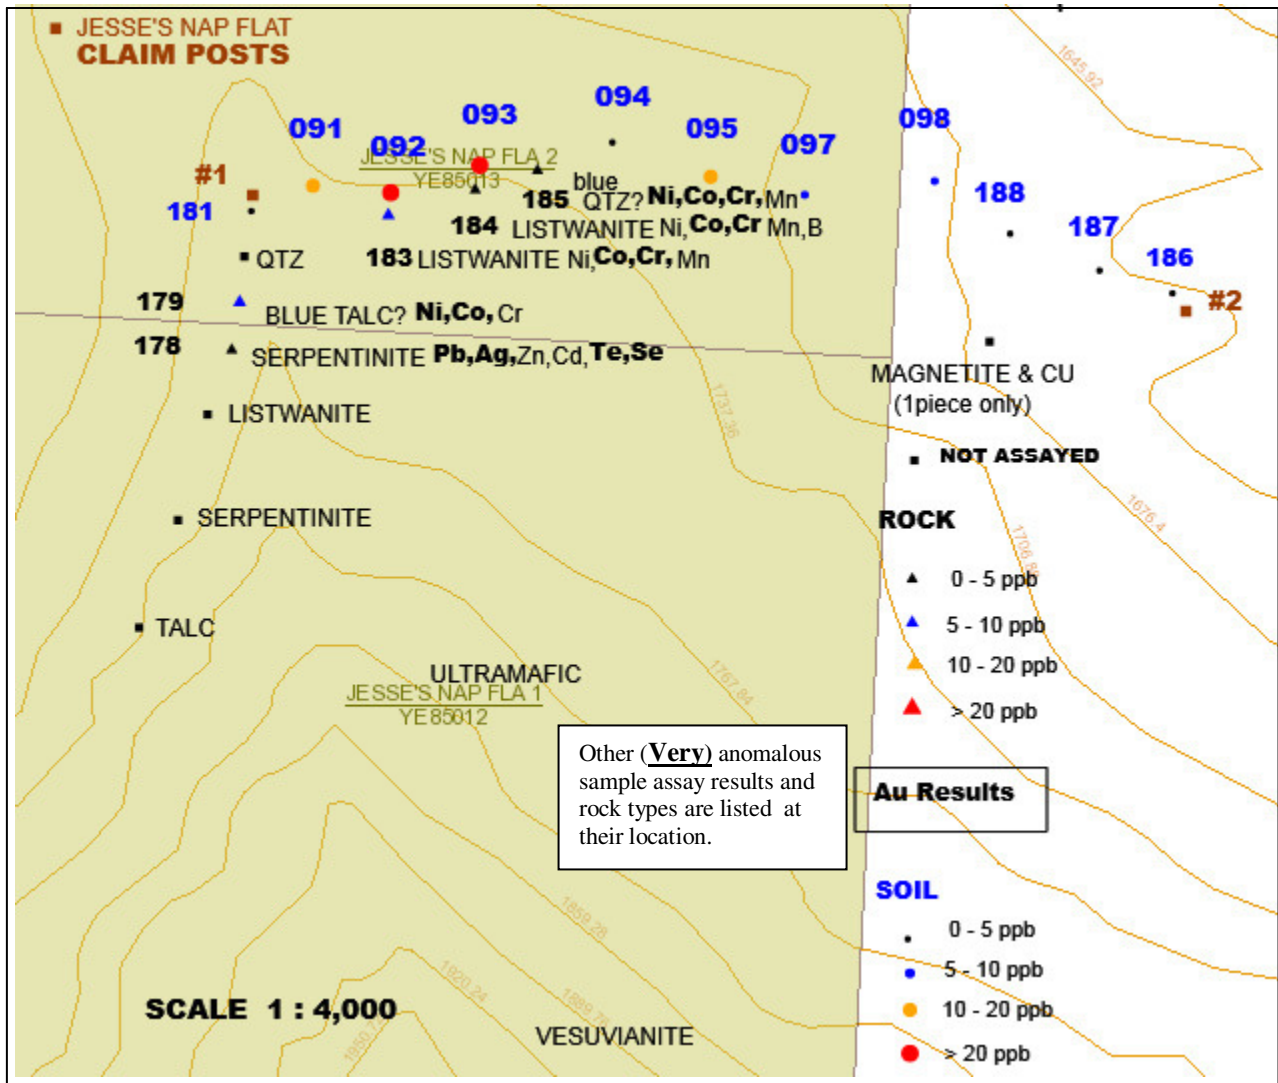 JESSE'S NAP FLAT
CLAIM POSTS
1645.92
094
093
091
095
098
092
097
JESSE'S NAP FLA 2
YE85013
#1
blue
185 QTZ? Ni,Co,Cr,Mn
188
181
184 LISTWANITE Ni,Co,Cr Mn,B
187
QTZ
183 LISTWANITE Ni,Co,Cr,Mn
186
179
#2
BLUE TALC? Ni,Co,Cr
178
SERPENTINITE Pb,Ag,Zn,Cd,Te,Se
MAGNETITE & CU
(1piece only)
LISTWANITE
1737.36
NOT ASSAYED
SERPENTINITE
ROCK
1676.4
1706.88
0 - 5 ppb
5 - 10 ppb
TALC
10 - 20 ppb
ULTRAMAFIC
1767.84
JESSE'S NAP FLA 1
YE85012
> 20 ppb
Other (Very) anomalous
sample assay results and
rock types are listed at
their location.
Au Results
SOIL
1859.28
0 - 5 ppb
1920.24
5 - 10 ppb
SCALE 1 : 4,000
1889.76
10 - 20 ppb
VESUVIANITE
> 20 ppb